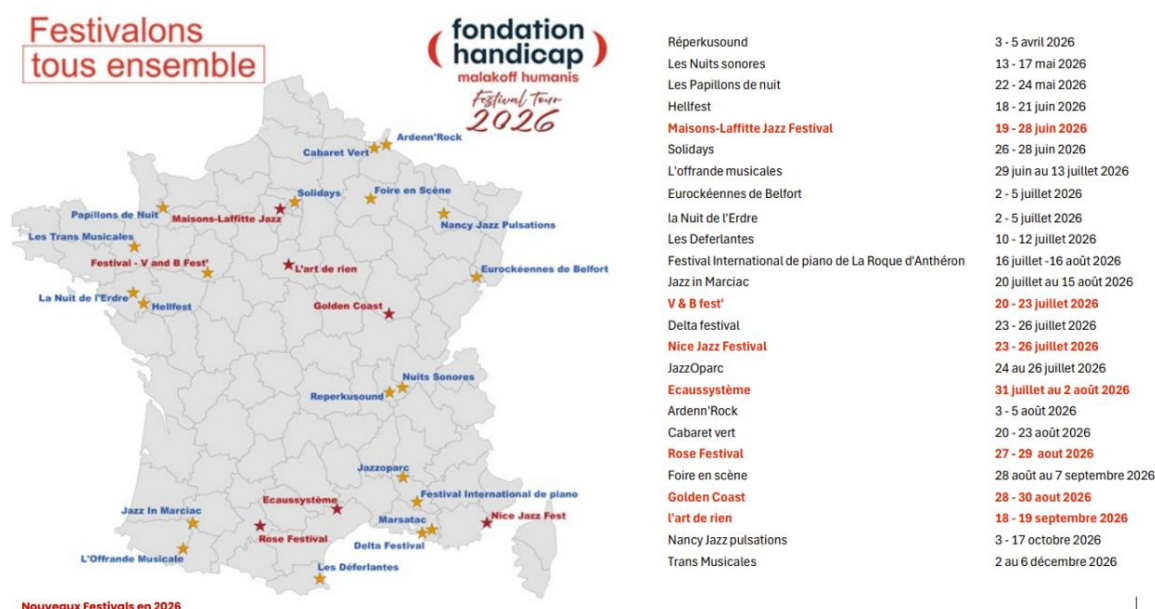 Festivalons
tous ensemble
fondation
handicap
malakoff humanis
Festival Tour
2026
Ardenn'Rock
Cabaret Vert
Solidays
Foire en Scène
Papillons de Nuit
Maisons-Laffitte Jazz
Nancy Jazz Pulsations
Les Trans Musicales
Festival - V and B Fest'
L'art de rien
Eurockéennes de Belfort
La Nuit de l'Erdre
Hellfest
Golden Coast
Nuits Sonores
Reperkusound
Jazzoparc
Ecaussystème
Festival International de piano
Jazz In Marciac
Marsatac
Nice Jazz Fest
Rose Festival
Delta Festival
L'Offrande Musicale
Les Déferlantes
Nouveaux Festivals en 2026
Réperkusound 3 - 5 avril 2026
Les Nuits sonores 13 - 17 mai 2026
Les Papillons de nuit 22 - 24 mai 2026
Hellfest 18 - 21 juin 2026
Maisons-Laffitte Jazz Festival 19 - 28 juin 2026
Solidays 26 - 28 juin 2026
L'offrande musicales 29 juin au 13 juillet 2026
Eurockéennes de Belfort 2 - 5 juillet 2026
la Nuit de l'Erdre 2 - 5 juillet 2026
Les Deferlantes 10 - 12 juillet 2026
Festival International de piano de La Roque d'Anthéron 16 juillet -16 août 2026
Jazz in Marciac 20 juillet au 15 août 2026
V & B fest' 20 - 23 juillet 2026
Delta festival 23 - 26 juillet 2026
Nice Jazz Festival 23 - 26 juillet 2026
JazzOparc 24 au 26 juillet 2026
Ecaussystème 31 juillet au 2 août 2026
Ardenn'Rock 3 - 5 août 2026
Cabaret vert 20 - 23 août 2026
Rose Festival 27 - 29 aout 2026
Foire en scène 28 août au 7 septembre 2026
Golden Coast 28 - 30 aout 2026
l'art de rien 18 - 19 septembre 2026
Nancy Jazz pulsations 3 - 17 octobre 2026
Trans Musicales 2 au 6 décembre 2026